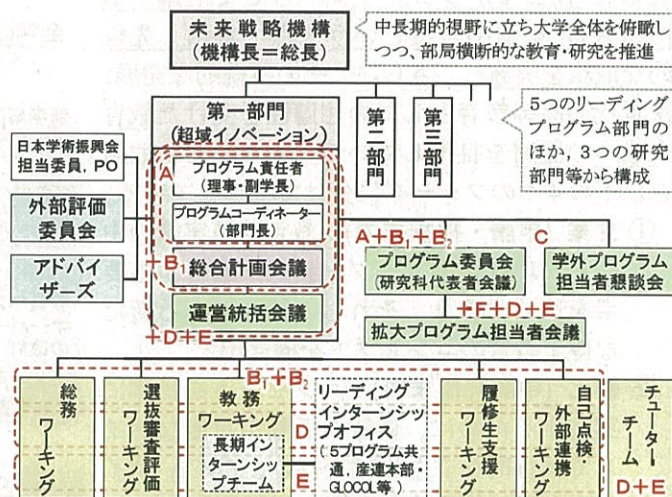 未来戦略機構
(機構長＝総長)
中長期的視野に立ち大学全体を俯瞰し
つつ、部局横断的な教育・研究を推進
第一部門
(超域イノベーション)
第二部門
第三部門
5つのリーディング
プログラム部門の
ほか，3つの研究
部門等から構成
日本学術振興会
担当委員，PO
外部評価
委員会
アドバイ
ザーズ
A
プログラム責任者
(理事・副学長)
プログラムコーディネーター
(部門長)
+B₁
総合計画会議
運営統括会議
+D+E
A+B₁+B₂
プログラム委員会
(研究科代表者会議)
C
学外プログラム
担当者懇談会
+F+D+E
拡大プログラム担当者会議
B₁+B₂
総務
ワーキング
選抜審査評価
ワーキング
教務
ワーキング
長期イン
ターンシッ
プチーム
D
E
リーディング
インターンシッ
プオフィス
(5プログラム共
通，産連本部・
GLOCOL等)
履修生支援
ワーキング
自己点検・
外部連携
ワーキング
チューター
チーム
D+E